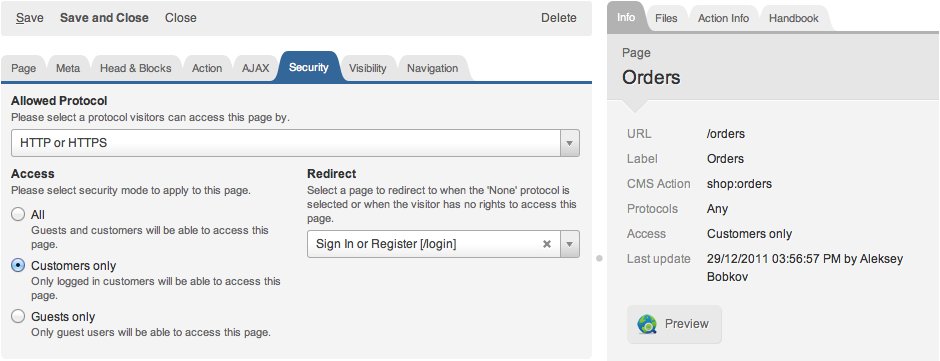 Save Save and Close Close Delete
Page Meta Head & Blocks Action AJAX Security Visibility Navigation
Allowed Protocol
Please select a protocol visitors can access this page by.
HTTP or HTTPS
Access
Please select security mode to apply to this page.
All
Guests and customers will be able to access this
page.
Customers only
Only logged in customers will be able to access this
page.
Guests only
Only guest users will be able to access this page.
Redirect
Select a page to redirect to when the 'None' protocol is
selected or when the visitor has no rights to access this
page.
Sign In or Register [/login]
Info Files Action Info Handbook
Page
Orders
URL /orders
Label Orders
CMS Action shop:orders
Protocols Any
Access Customers only
Last update 29/12/2011 03:56:57 PM by Aleksey
Bobkov
Preview